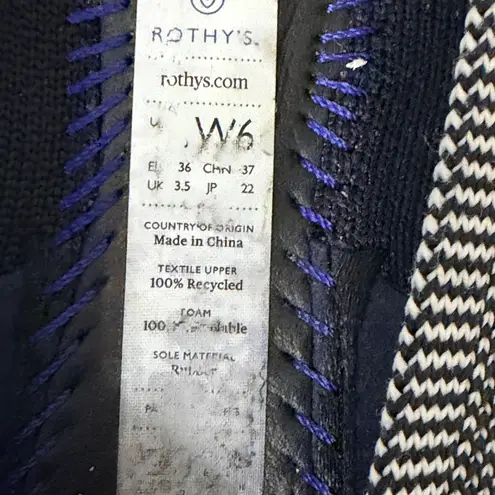 ROTHY'S
rothys.com
W6
36 CHN 37
UK 3.5 JP 22
COUNTRY OF ORIGIN
Made in China
TEXTILE UPPER
100% Recycled
FOAM
100
SOLE MATERIAL